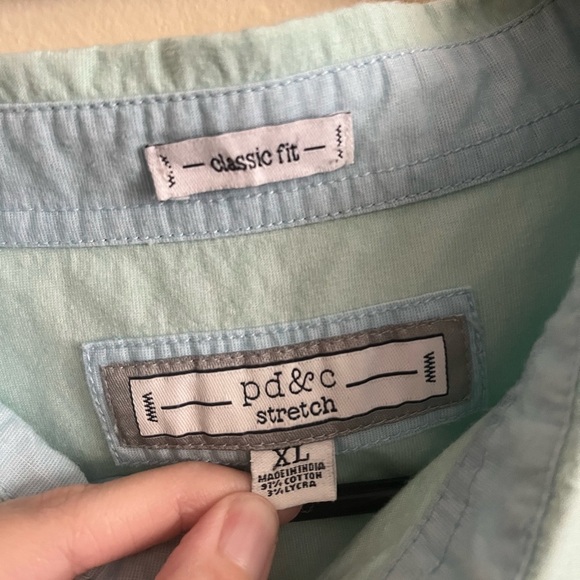 — classic fit —
pd&c
stretch
XL
MADE IN INDIA
97% COTTON
3% LYCRA